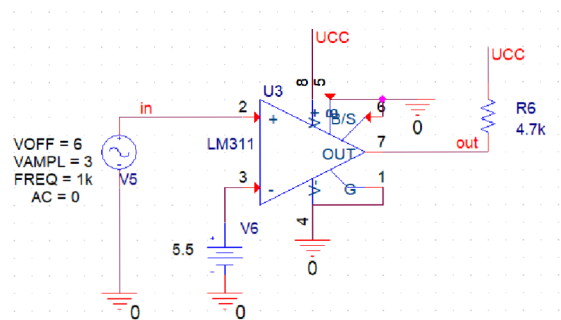 UCC
UCC
U3
8
5
B
B/S
6
0
in
2
+
V+
R6
4.7k
LM311
OUT
7
out
VOFF = 6
VAMPL = 3
FREQ = 1k
AC = 0
V5
3
-
V-
G
1
4
V6
5.5
0
0
0